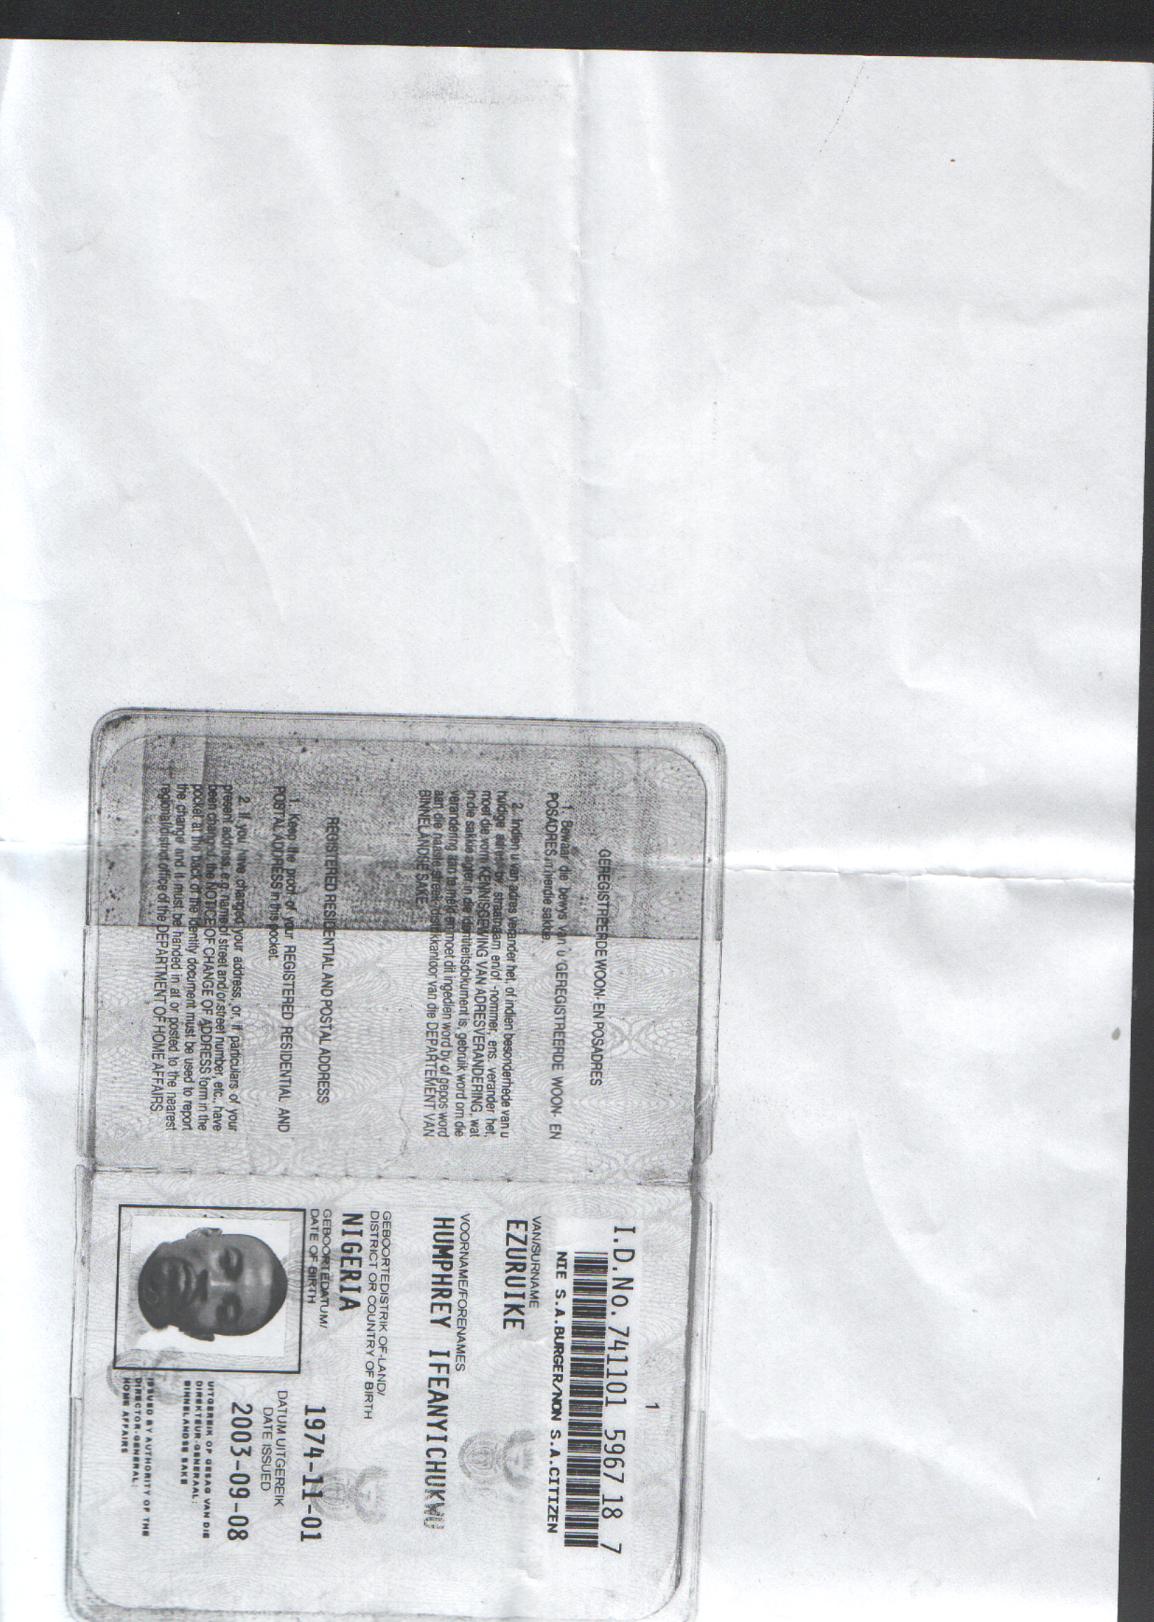 GEREGISTREERDE WOON- EN POSADRES
1. Bewaar die bewys van u GEREGISTREERDE WOON- EN
POSADRES in hierdie sakkie.
2. Indien u van adres verander het, of indien besonderhede van u
huidige adres, bv. straatnaam en/of -nommer, ens. verander het,
moet die vorm KENNISGEWING VAN ADRESVERANDERING, wat
in die sakkie agter in die identiteitsdokument is, gebruik word om die
verandering aan te meld en moet dit ingedien word by of gepos word
aan die naaste streek-/distrikkantoor van die DEPARTEMENT VAN
BINNELANDSE SAKE.
REGISTERED RESIDENTIAL AND POSTAL ADDRESS
1. Keep the proof of your REGISTERED RESIDENTIAL AND
POSTAL ADDRESS in this pocket.
2. If you have changed your address, or, if particulars of your
present address, e.g. name of street and/or street number, etc., have
been changed, the NOTICE OF CHANGE OF ADDRESS form in the
pocket at the back of the identity document must be used to report
the change and it must be handed in at or posted to the nearest
regional/district office of the DEPARTMENT OF HOME AFFAIRS.
1
I.D.No. 741101 5967 18 7
NIE S.A.BURGER/NON S.A.CITIZEN
VAN/SURNAME
EZURUIKE
VOORNAME/FORENAMES
HUMPHREY IFEANYICHUKWU
GEBOORTEDISTRIK OF-LAND/
DISTRICT OR COUNTRY OF BIRTH
NIGERIA
GEBOORTEDATUM/
DATE OF BIRTH
1974-11-01
DATUM UITGEREIK
DATE ISSUED
2003-09-08
UITGEREIK OP GESAG VAN DIE
DIREKTEUR-GENERAAL:
BINNELANDSE SAKE
ISSUED BY AUTHORITY OF THE
DIRECTOR-GENERAL:
HOME AFFAIRS